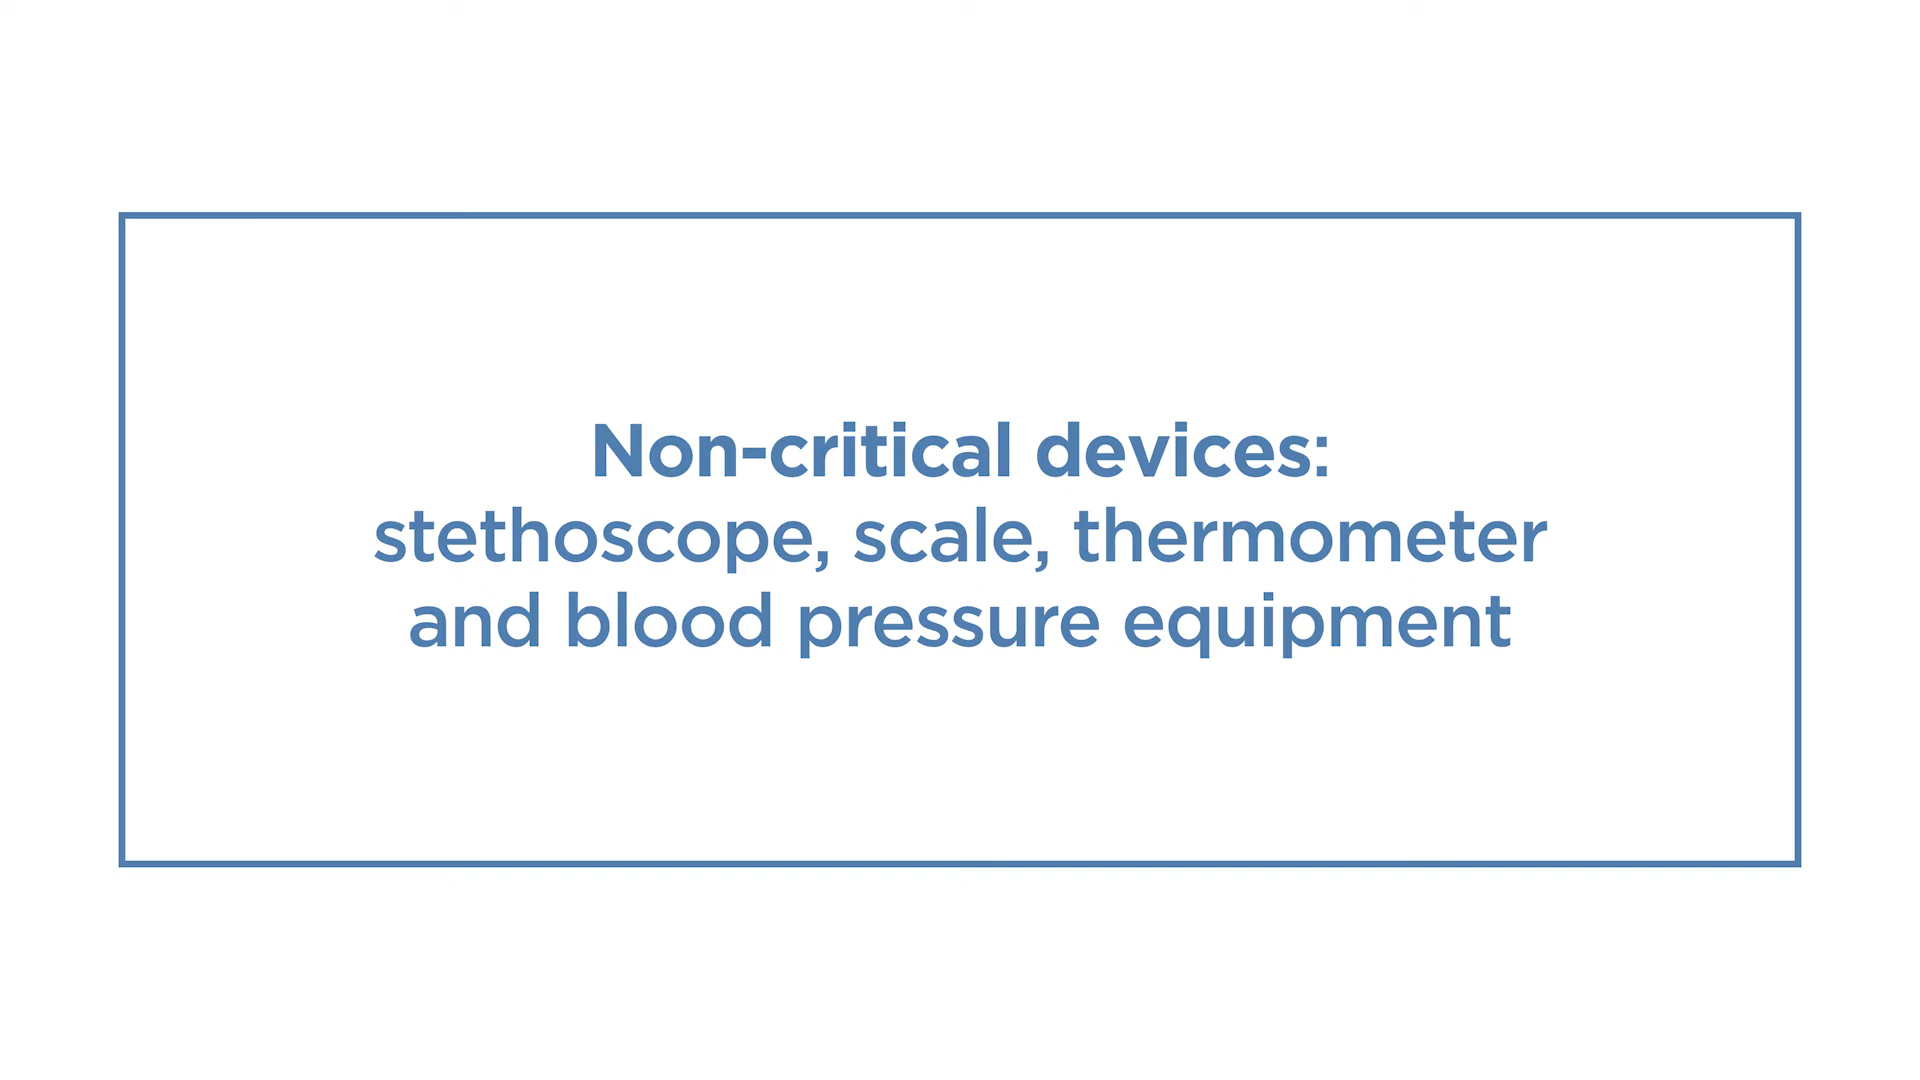 Non-critical devices:
stethoscope, scale, thermometer
and blood pressure equipment